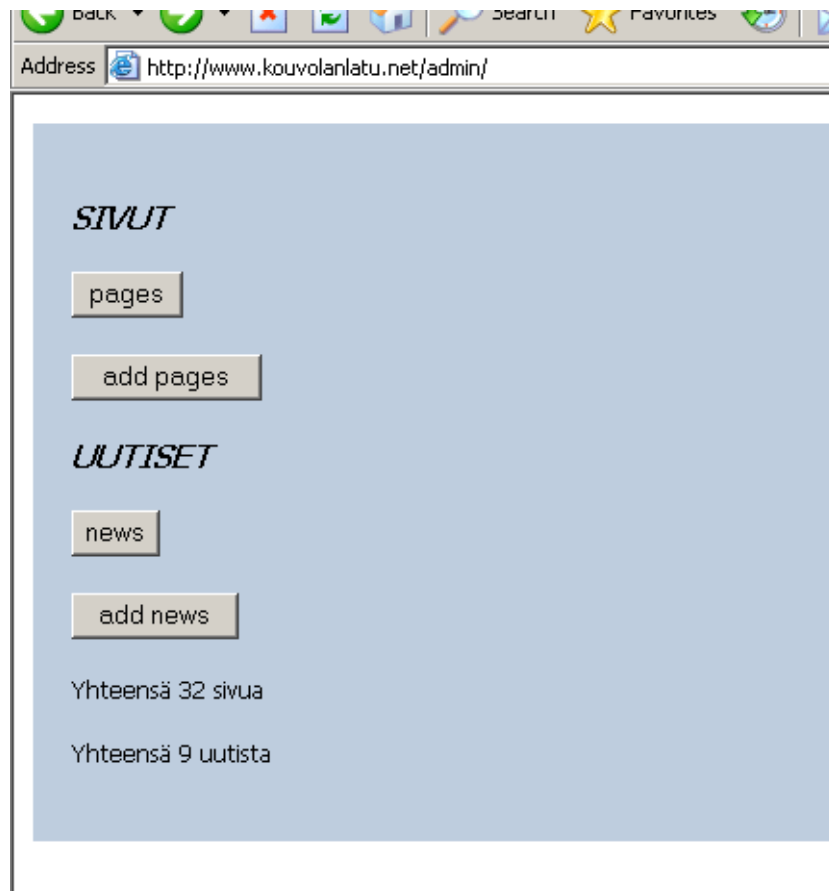 Back Search Favorites
Address http://www.kouvolanlatu.net/admin/
SIVUT
pages
add pages
UUTISET
news
add news
Yhteensä 32 sivua
Yhteensä 9 uutista